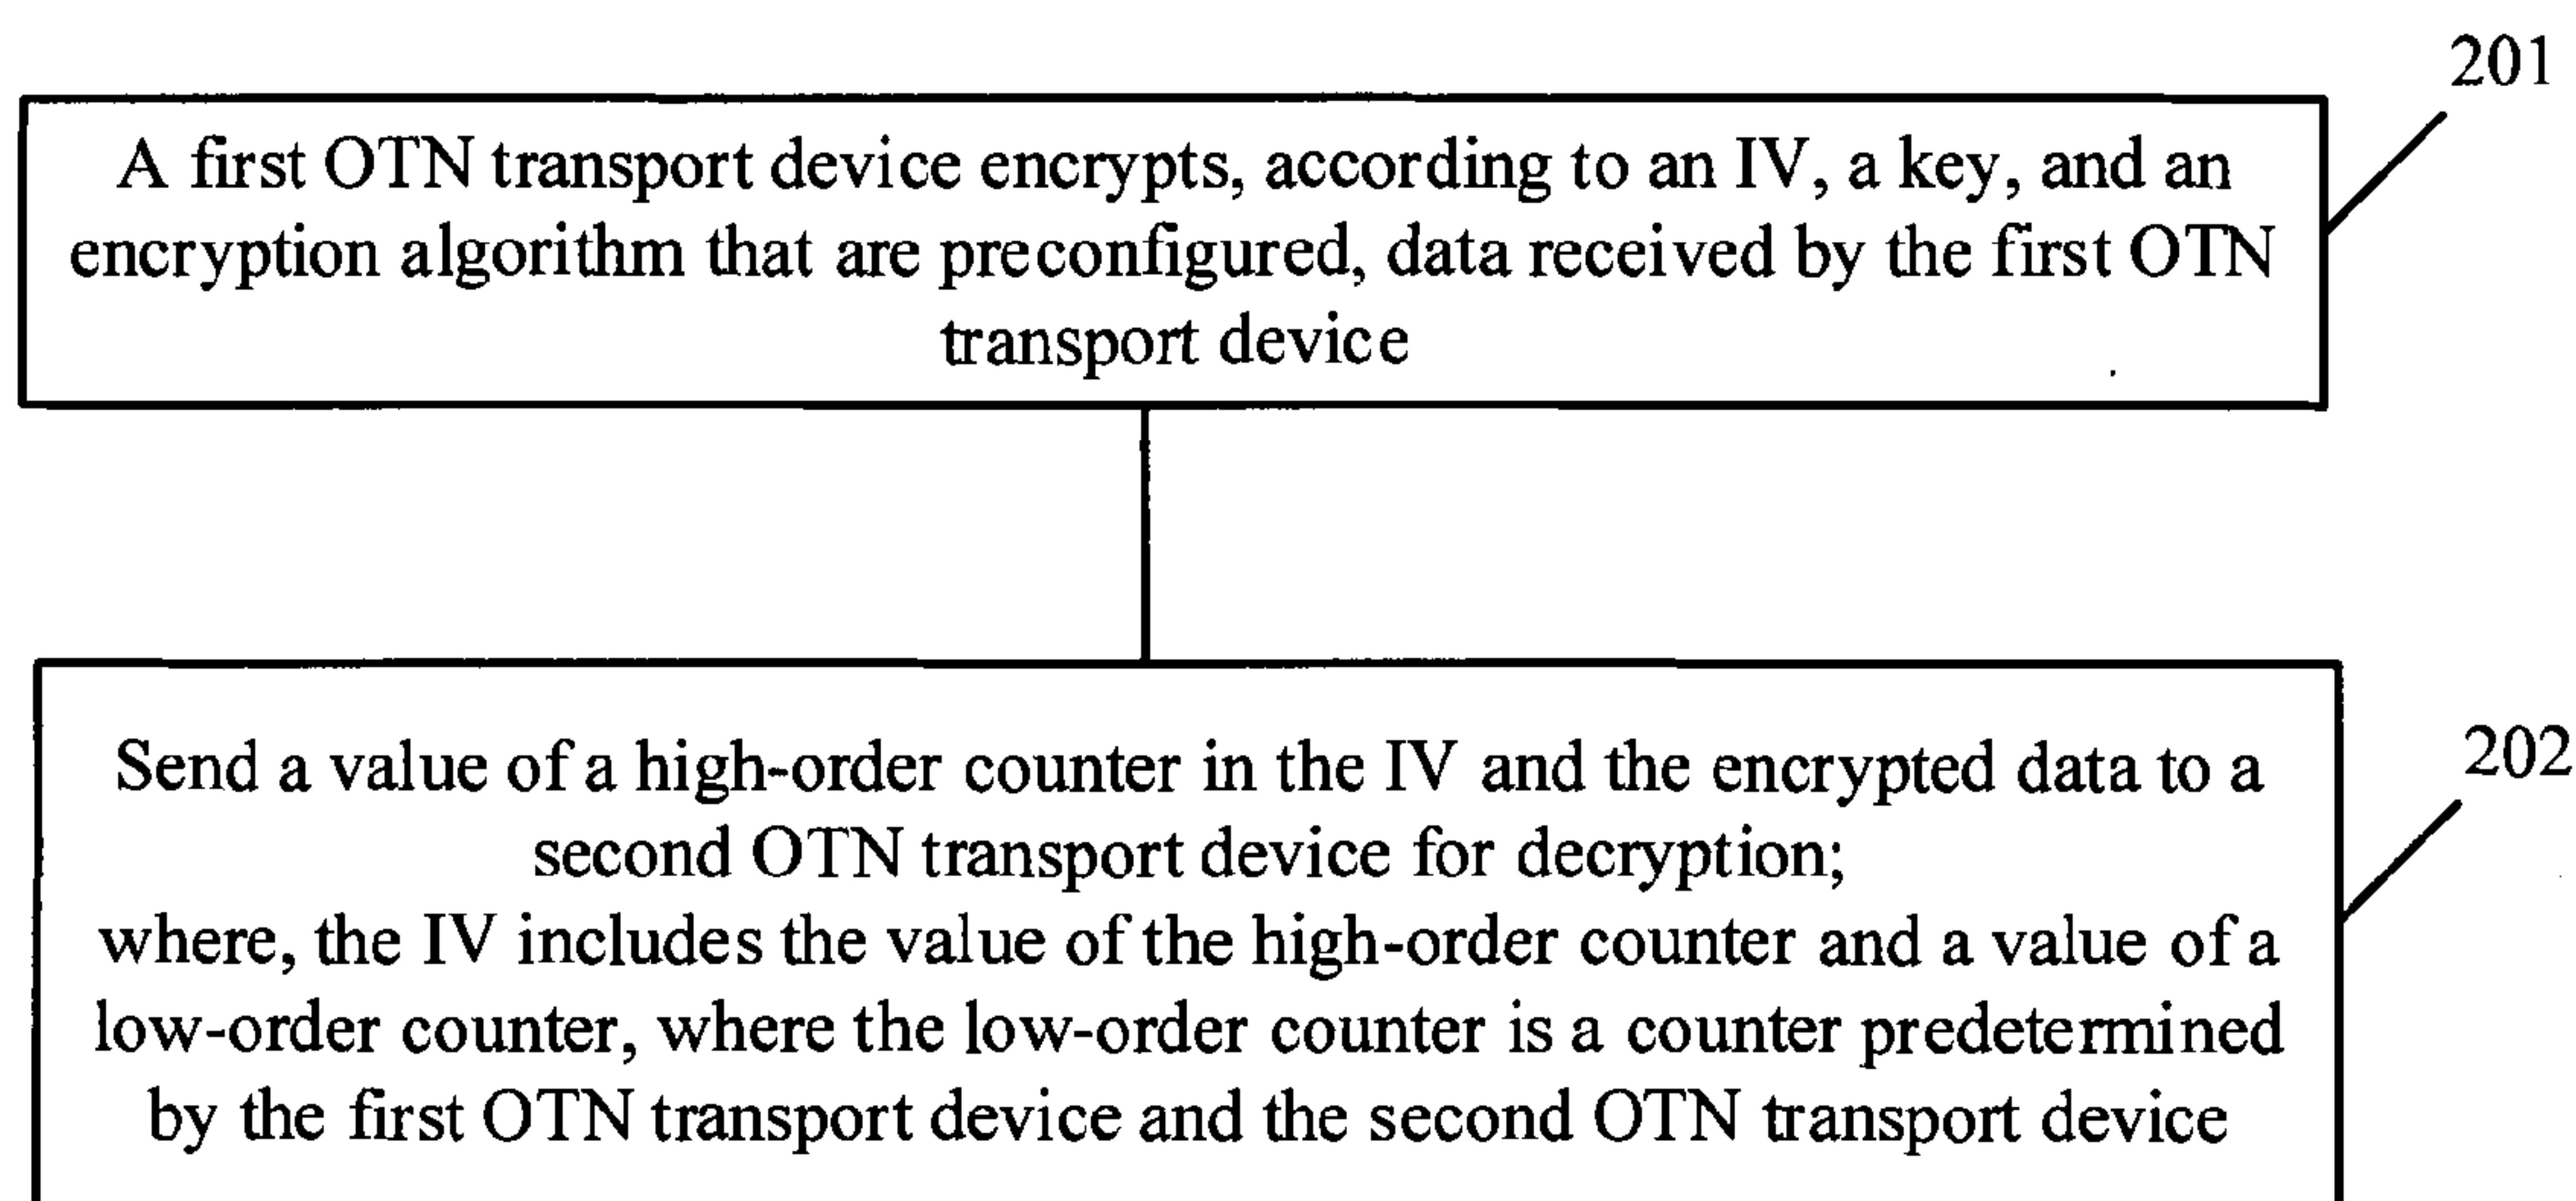 201
A first OTN transport device encrypts, according to an IV, a key, and an
encryption algorithm that are preconfigured, data received by the first OTN
transport device
202
Send a value of a high-order counter in the IV and the encrypted data to a
second OTN transport device for decryption;
where, the IV includes the value of the high-order counter and a value of a
low-order counter, where the low-order counter is a counter predetermined
by the first OTN transport device and the second OTN transport device